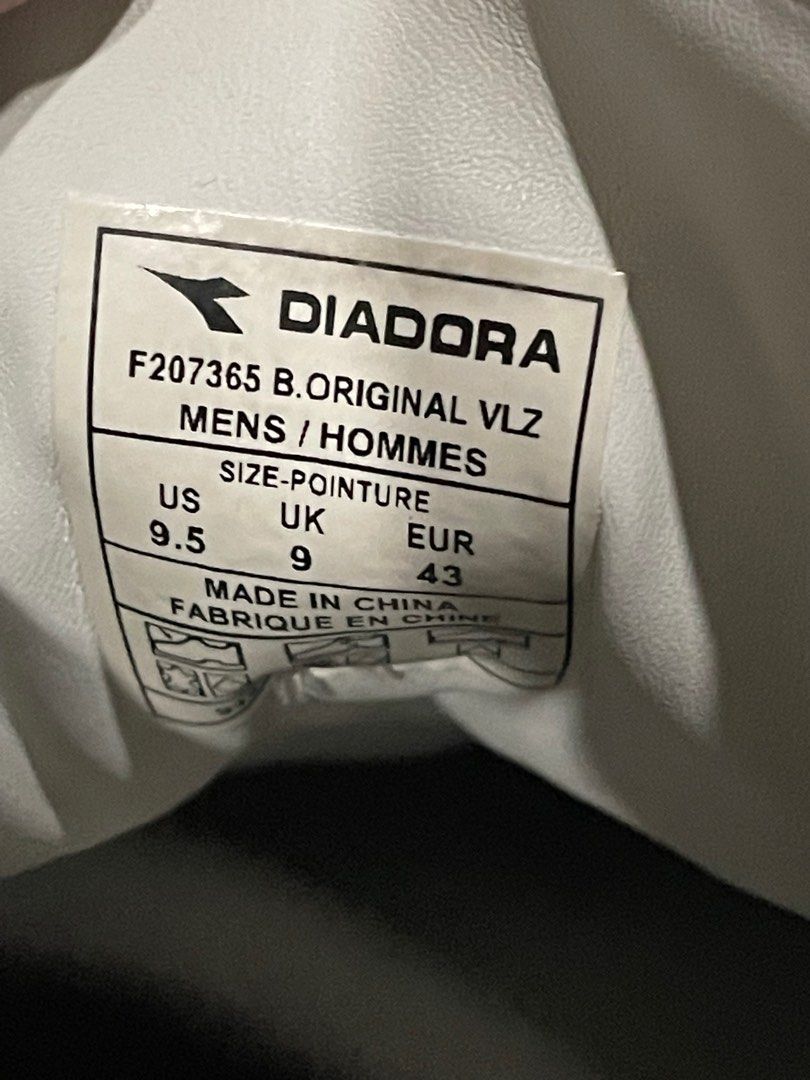 DIADORA
F207365 B.ORIGINAL VLZ
MENS / HOMMES
SIZE-POINTURE
US UK EUR
9.5 9 43
MADE IN CHINA
FABRIQUE EN CHINE